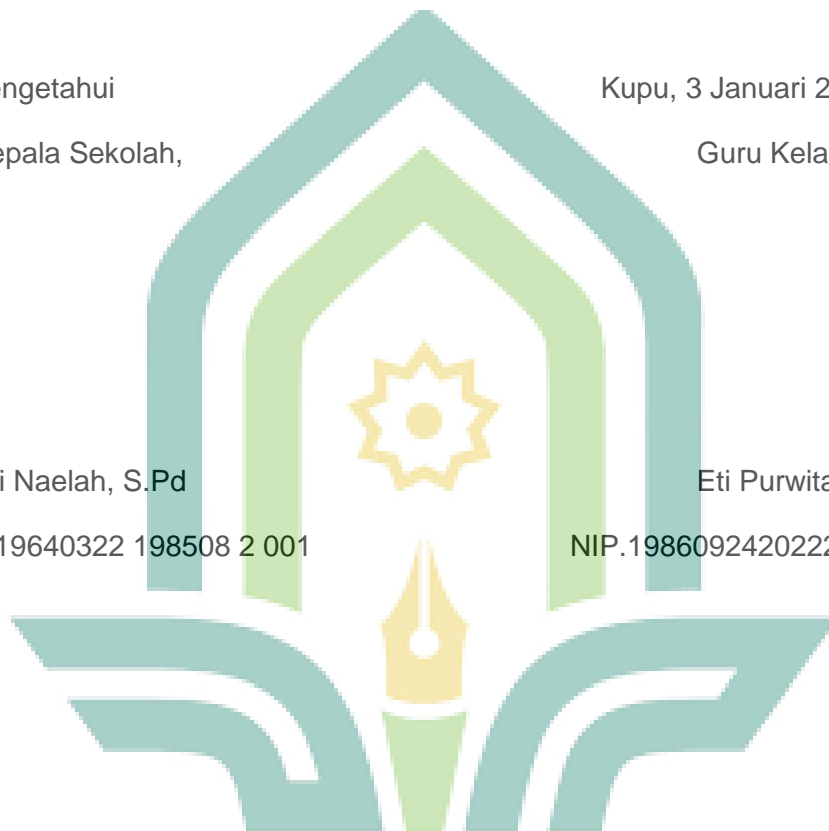 engetahui Kupu, 3 Januari 2
epala Sekolah, Guru Kela
i Naelah, S.Pd Eti Purwita
19640322 198508 2 001 NIP.1986092420222